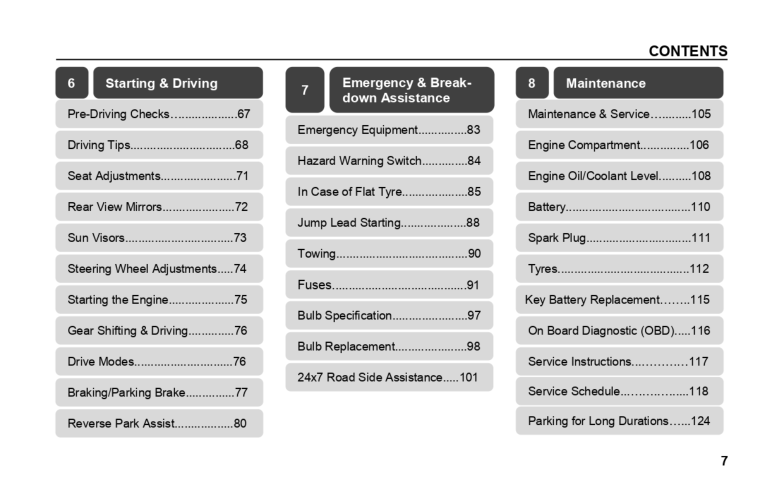 CONTENTS
6 Starting & Driving
Pre-Driving Checks….................67
Driving Tips................................68
Seat Adjustments.......................71
Rear View Mirrors......................72
Sun Visors.................................73
Steering Wheel Adjustments.....74
Starting the Engine....................75
Gear Shifting & Driving..............76
Drive Modes..............................76
Braking/Parking Brake...............77
Reverse Park Assist..................80
7 Emergency & Break-
down Assistance
Emergency Equipment...............83
Hazard Warning Switch..............84
In Case of Flat Tyre....................85
Jump Lead Starting....................88
Towing........................................90
Fuses.........................................91
Bulb Specification.......................97
Bulb Replacement......................98
24x7 Road Side Assistance.....101
8 Maintenance
Maintenance & Service….........105
Engine Compartment...............106
Engine Oil/Coolant Level..........108
Battery......................................110
Spark Plug................................111
Tyres........................................112
Key Battery Replacement……..115
On Board Diagnostic (OBD).....116
Service Instructions....…………117
Service Schedule...……………....118
Parking for Long Durations…...124
7